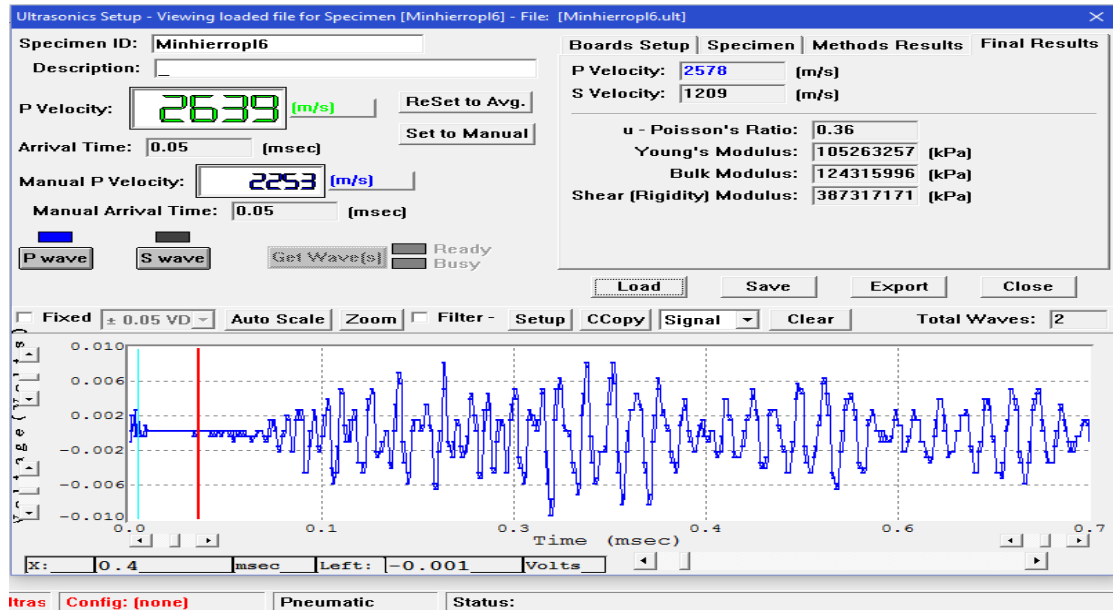 Ultrasonics Setup - Viewing loaded file for Specimen [Minhierropl6] - File: [Minhierropl6.ult]
Specimen ID: Minhierropl6
Description: _
P Velocity: 2639 (m/s)
ReSet to Avg.
Set to Manual
Arrival Time: 0.05 (msec)
Manual P Velocity: 2253 (m/s)
Manual Arrival Time: 0.05 (msec)
P wave S wave Get Wave(s) Ready
Busy
Boards Setup Specimen Methods Results Final Results
P Velocity: 2578 (m/s)
S Velocity: 1209 (m/s)
u - Poisson's Ratio: 0.36
Young's Modulus: 105263257 (kPa)
Bulk Modulus: 124315996 (kPa)
Shear (Rigidity) Modulus: 387317171 (kPa)
Load Save Export Close
Fixed ± 0.05 VD Auto Scale Zoom Filter - Setup CCopy Signal Clear Total Waves: 2
0.010
0.006
0.002
-0.002
-0.006
-0.010
0.0 0.1 0.3 0.4 0.6 0.7
Time (msec)
X: 0.4 msec Left: -0.001 Volts
ltras Config: (none) Pneumatic Status: